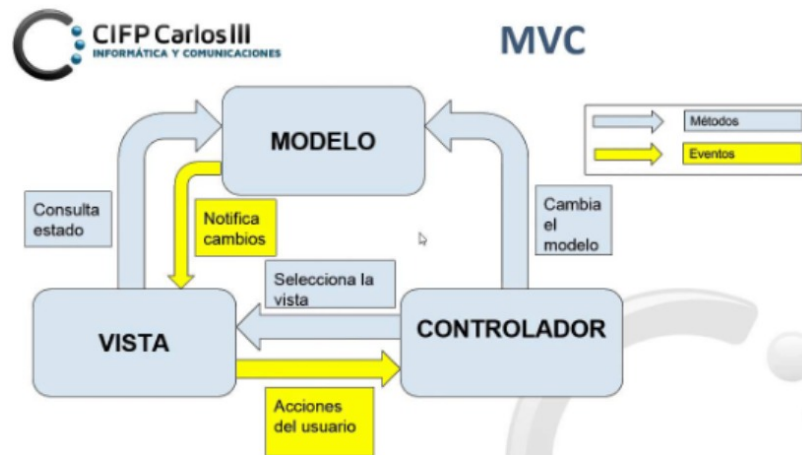 CIFP Carlos III
INFORMÁTICA Y COMUNICACIONES
MVC
MODELO
Métodos
Eventos
Consulta
estado
Notifica
cambios
Cambia
el
modelo
Selecciona la
vista
VISTA
CONTROLADOR
Acciones
del usuario